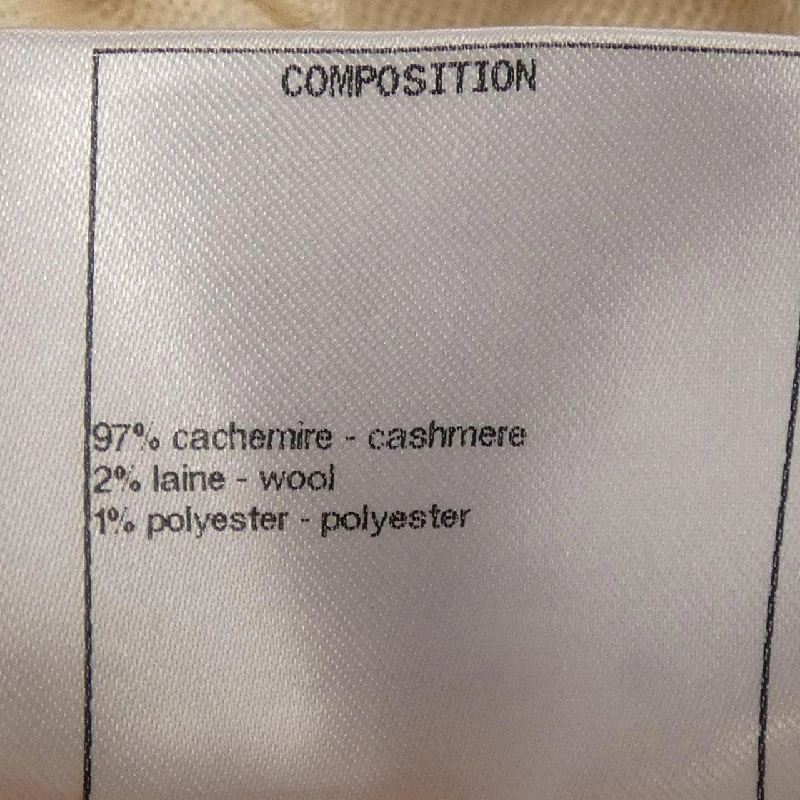 COMPOSITION
97% cachemire - cashmere
2% laine - wool
1% polyester - polyester